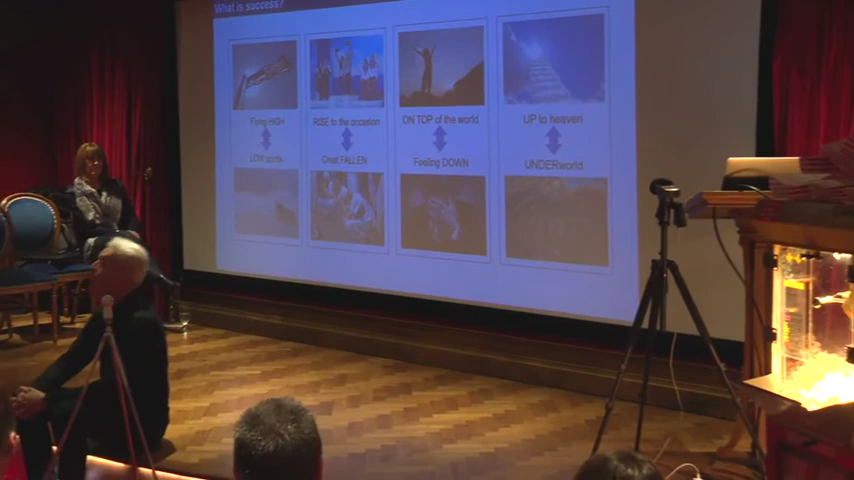 What is success?
Flying HIGH
RISE to the occasion
ON TOP of the world
UP to heaven
LOW spirits
Great FALLEN
Feeling DOWN
UNDERworld